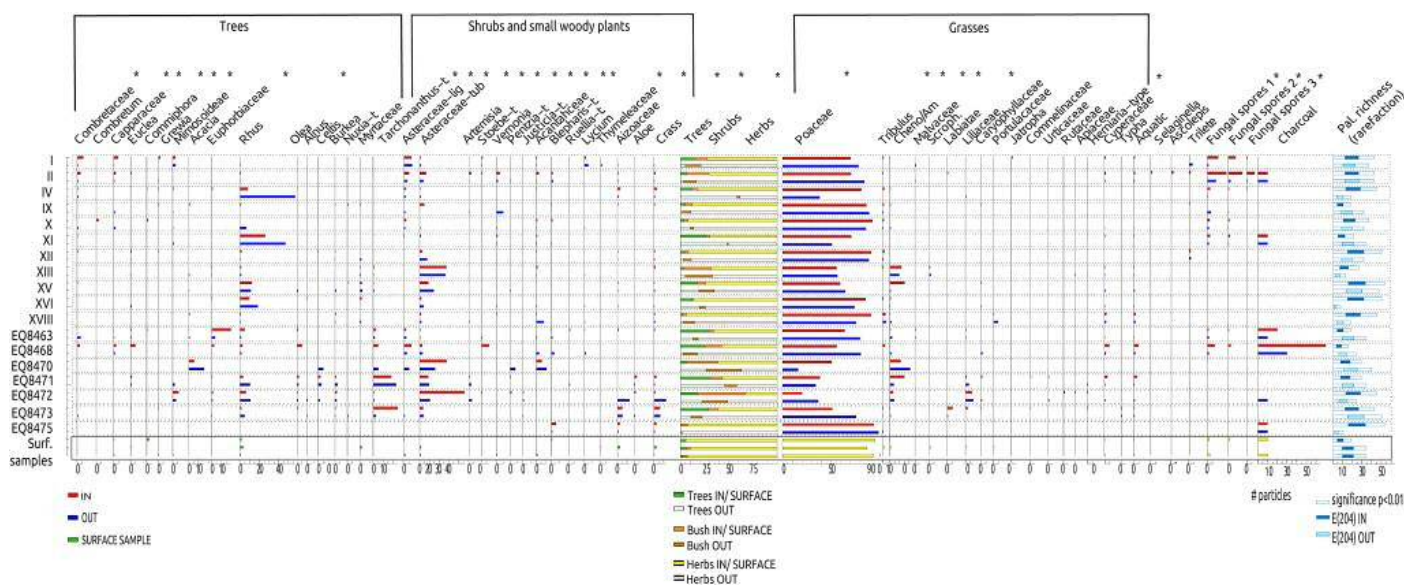 Trees
Shrubs and small woody plants
Grasses
Combretaceae
Combretum
Capparaceae
Euclea
Commiphora
Grewia
Mimosoideae
Acacia
Euphorbiaceae
Rhus
Olea
Alnus
Celtis
Burkea
Nuxia-t
Myrtaceae
Tarchonanthus-t
Asteraceae-lig
Asteraceae-tub
Artemisia
Stoebe-t
Vernonia
Pentzia-t
Justicia-t
Acanthaceae
Blepharis-t
Ruellia-t
Lycium
Thymeleaceae
Aizoaceae
Aloe
Crass
Trees
Shrubs
Herbs
Poaceae
Tribulus
Cheno/Am
Malvaceae
Scroph.
Labiatae
Liliaceae
Caryophyllaceae
Portulacaceae
Jatropha
Commelinaceae
Urticaceae
Rutaceae
Apiaceae
Hermannia-type
Cyperaceae
Typha
Aquatic
Selaginella
Ascolepis
Trilete
Fungal spores 1 *
Fungal spores 2 *
Fungal spores 3 *
Charcoal
Pal. richness
(rarefaction)
I
II
IV
IX
X
XI
XII
XIII
XV
XVI
XVIII
EQ8463
EQ8468
EQ8470
EQ8471
EQ8472
EQ8473
EQ8475
Surf.
samples
# particles
IN
OUT
SURFACE SAMPLE
Trees IN/ SURFACE
Trees OUT
Bush IN/ SURFACE
Bush OUT
Herbs IN/ SURFACE
Herbs OUT
significance p<0.01
E(204) IN
E(204) OUT